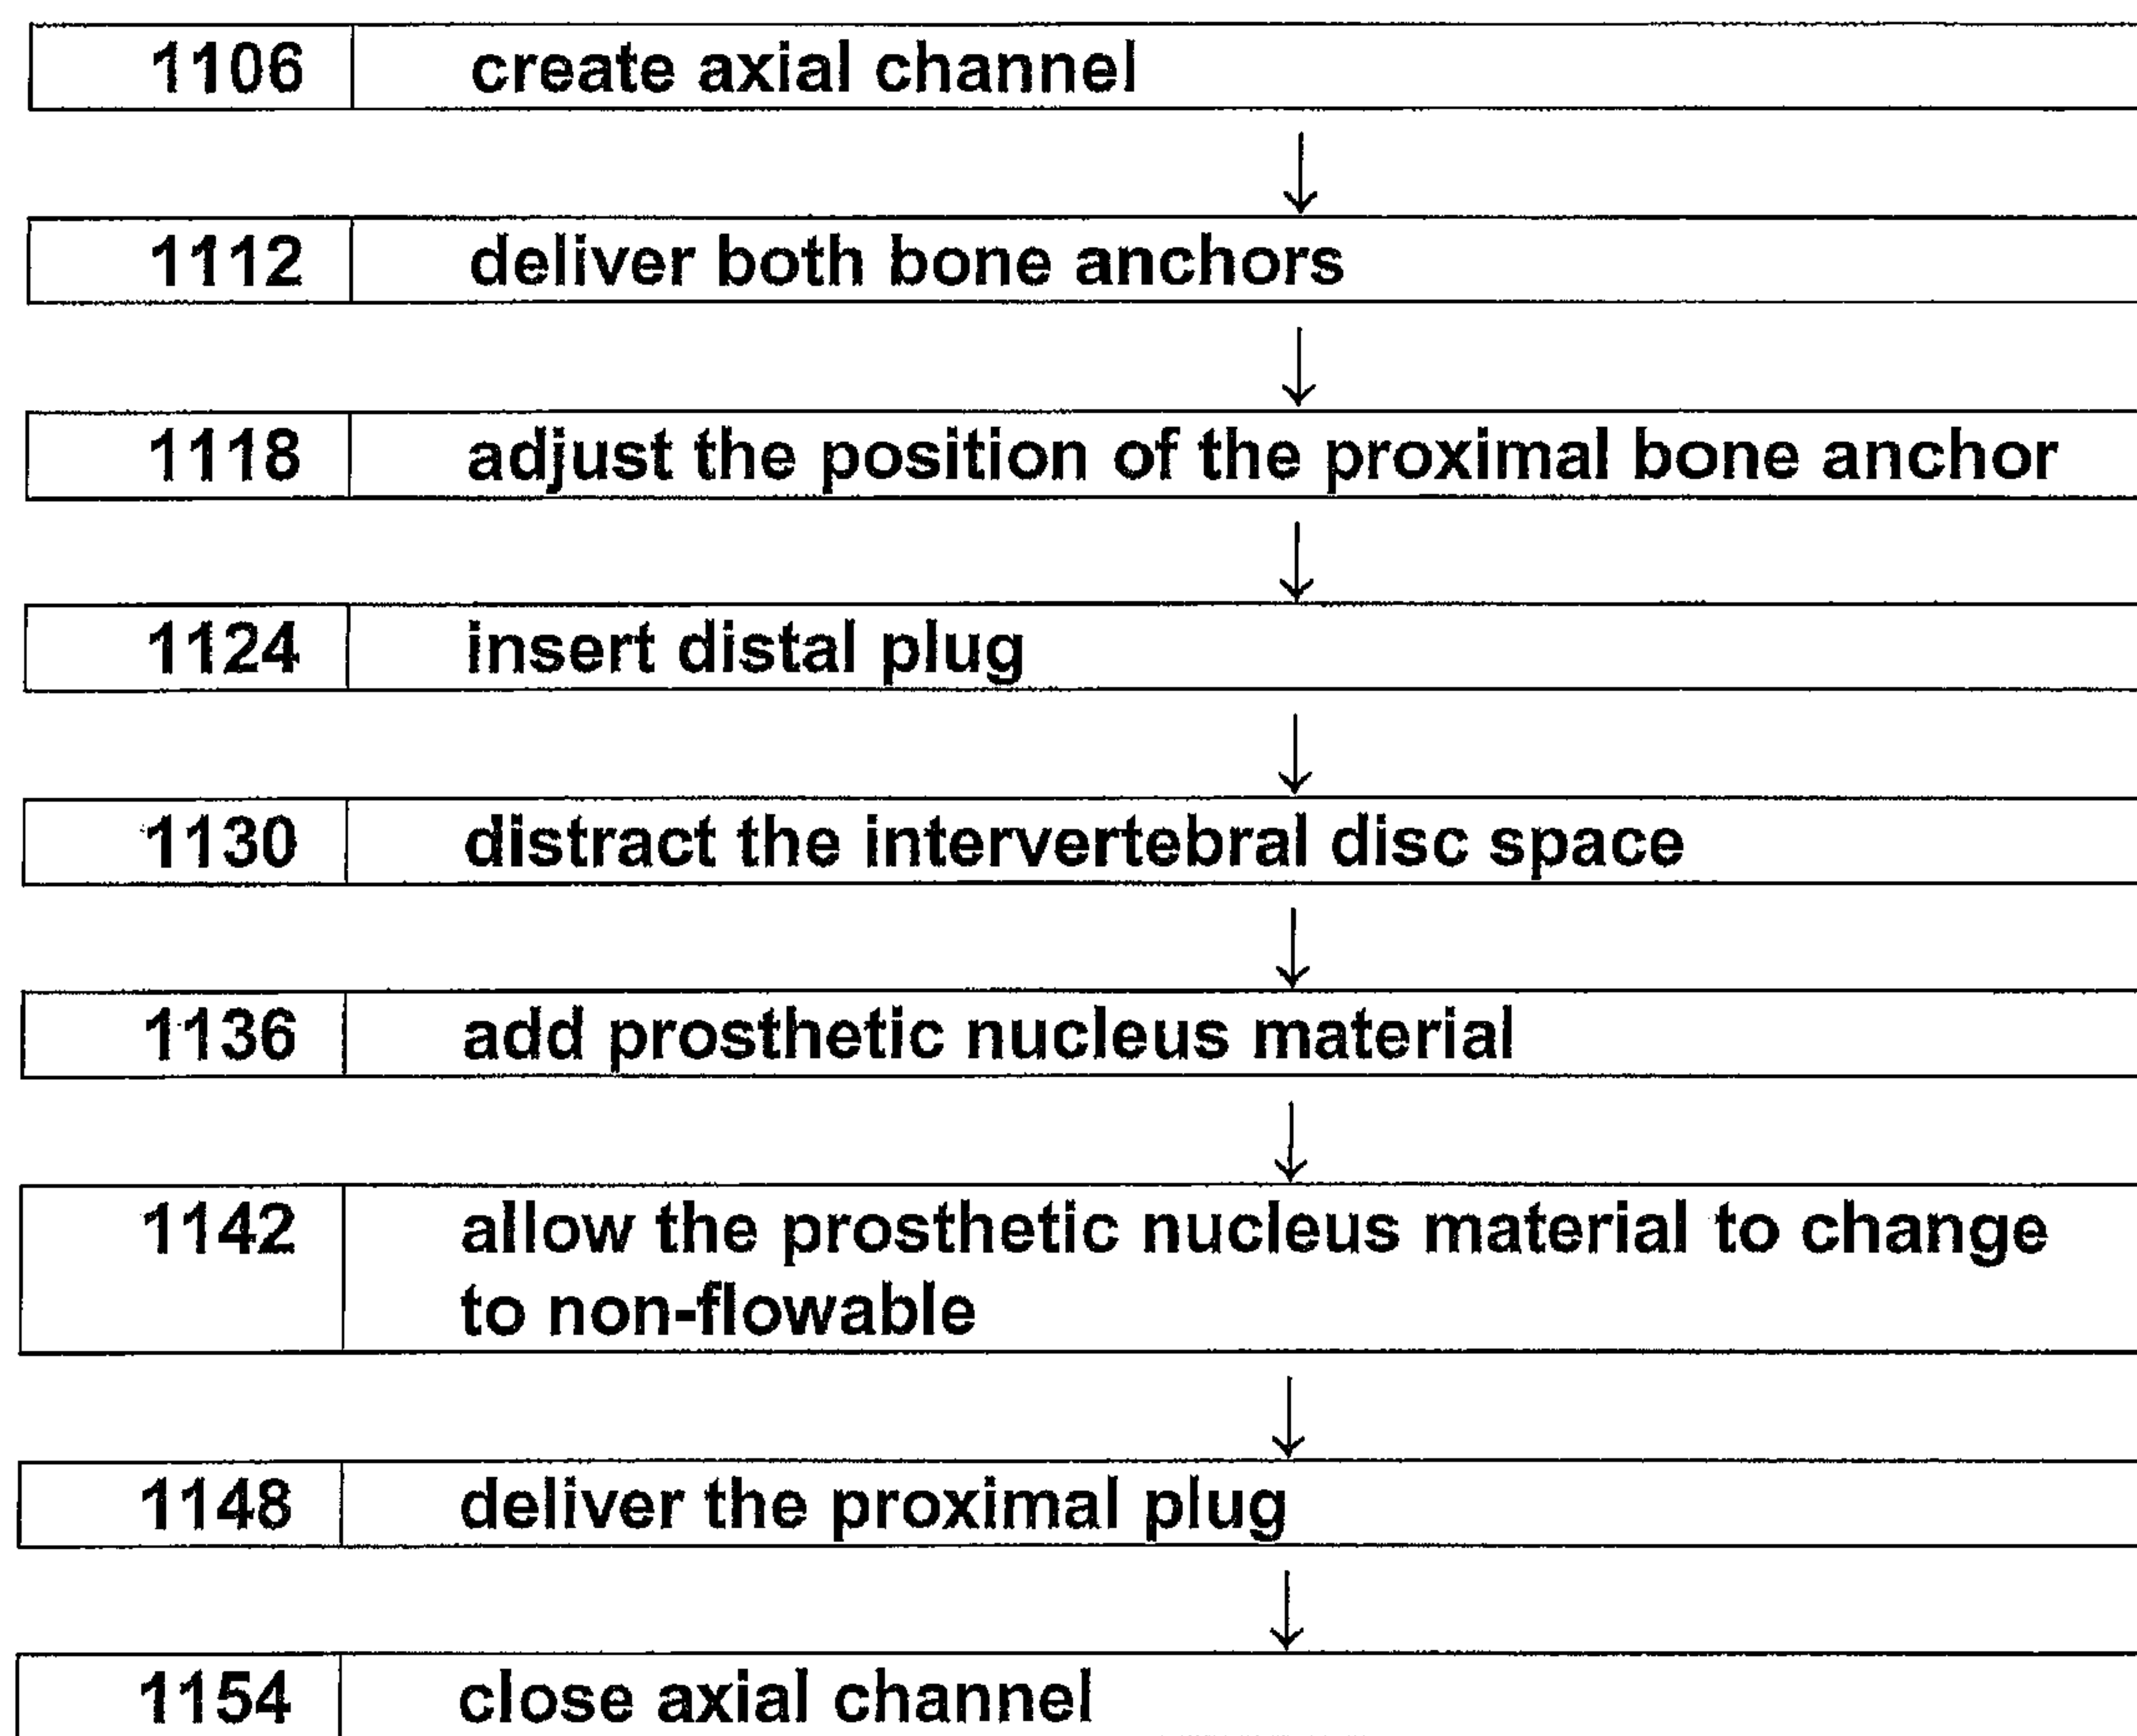 1106 create axial channel
1112 deliver both bone anchors
1118 adjust the position of the proximal bone anchor
1124 insert distal plug
1130 distract the intervertebral disc space
1136 add prosthetic nucleus material
1142 allow the prosthetic nucleus material to change
to non-flowable
1148 deliver the proximal plug
1154 close axial channel